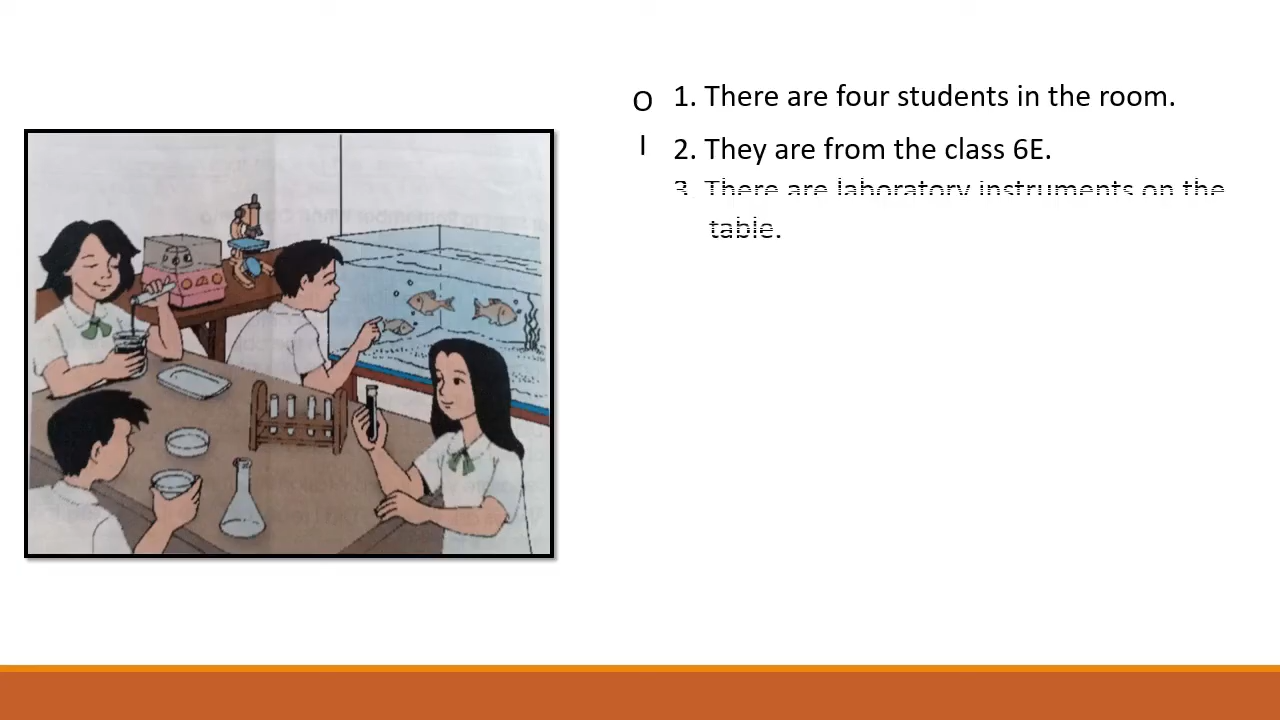 O 1. There are four students in the room.
I 2. They are from the class 6E.
3. There are laboratory instruments on the
table.